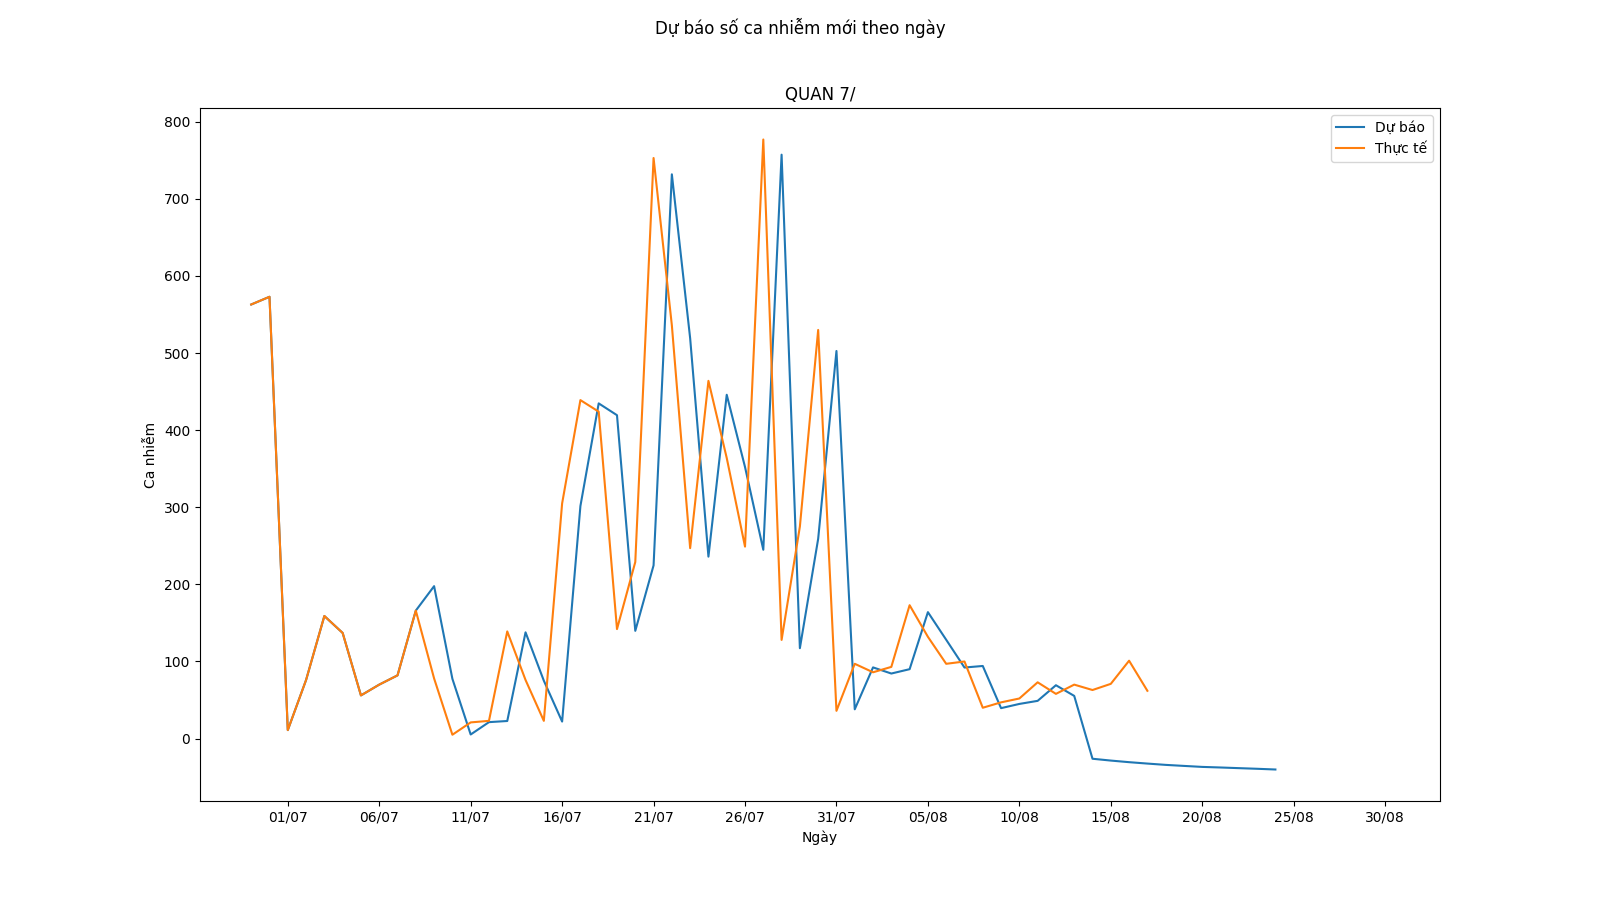 Dự báo số ca nhiễm mới theo ngày
QUAN 7/
Dự báo
Thực tế
800
700
600
500
400
300
200
100
0
Ca nhiễm
01/07 06/07 11/07 16/07 21/07 26/07 31/07 05/08 10/08 15/08 20/08 25/08 30/08
Ngày